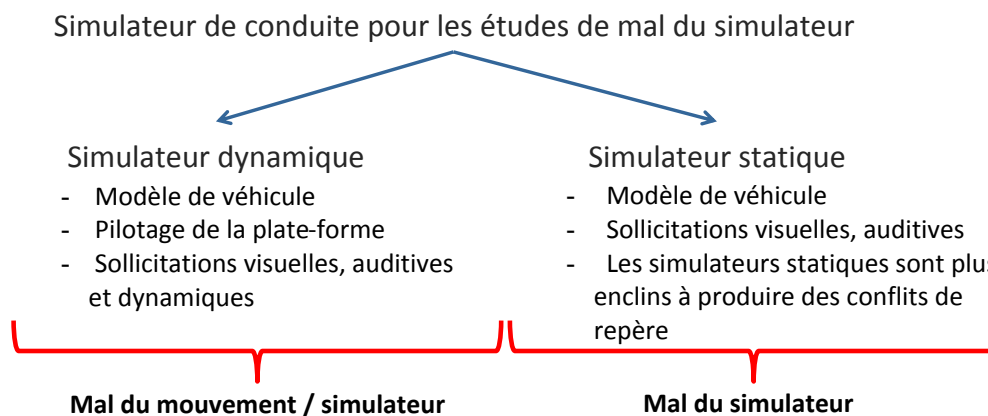 Simulateur de conduite pour les études de mal du simulateur
Simulateur dynamique
- Modèle de véhicule
- Pilotage de la plate-forme
- Sollicitations visuelles, auditives
et dynamiques
Mal du mouvement / simulateur
Simulateur statique
- Modèle de véhicule
- Sollicitations visuelles, auditives
- Les simulateurs statiques sont plus
enclins à produire des conflits de
repère
Mal du simulateur